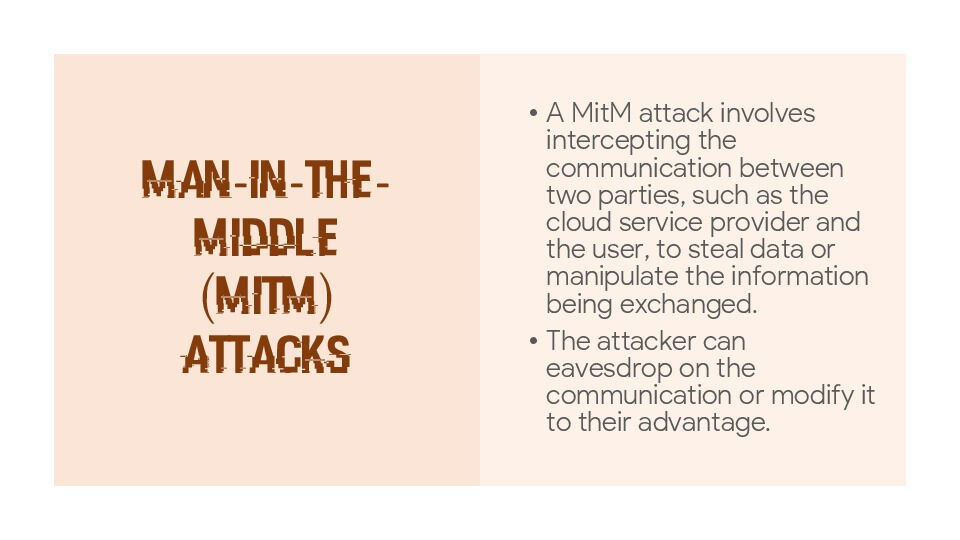 MAN-IN-THE-
MIDDLE
(MITM)
ATTACKS
• A MitM attack involves
intercepting the
communication between
two parties, such as the
cloud service provider and
the user, to steal data or
manipulate the information
being exchanged.
• The attacker can
eavesdrop on the
communication or modify it
to their advantage.